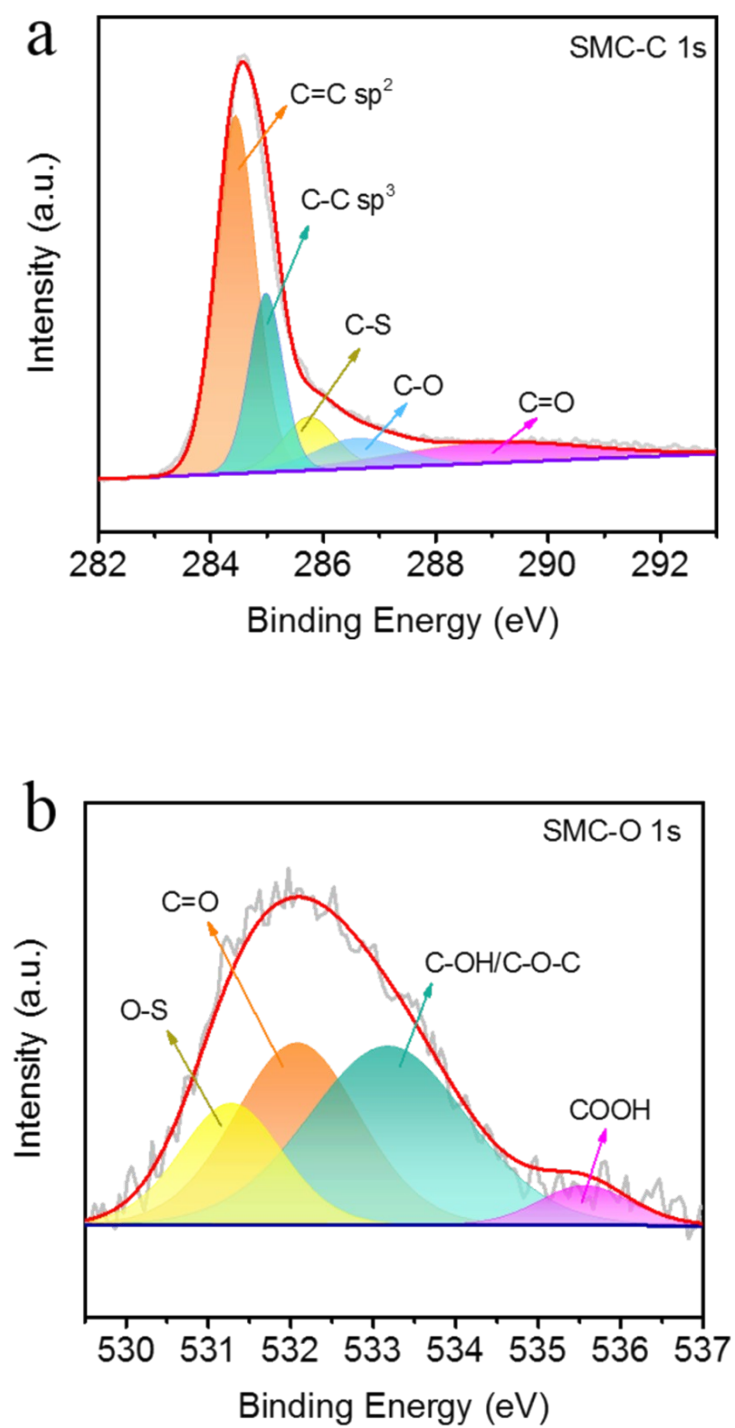 a
SMC-C 1s
C=C sp²
C-C sp³
C-S
C-O
C=O
Intensity (a.u.)
282 284 286 288 290 292
Binding Energy (eV)
b
SMC-O 1s
C=O
C-OH/C-O-C
O-S
COOH
Intensity (a.u.)
530 531 532 533 534 535 536 537
Binding Energy (eV)